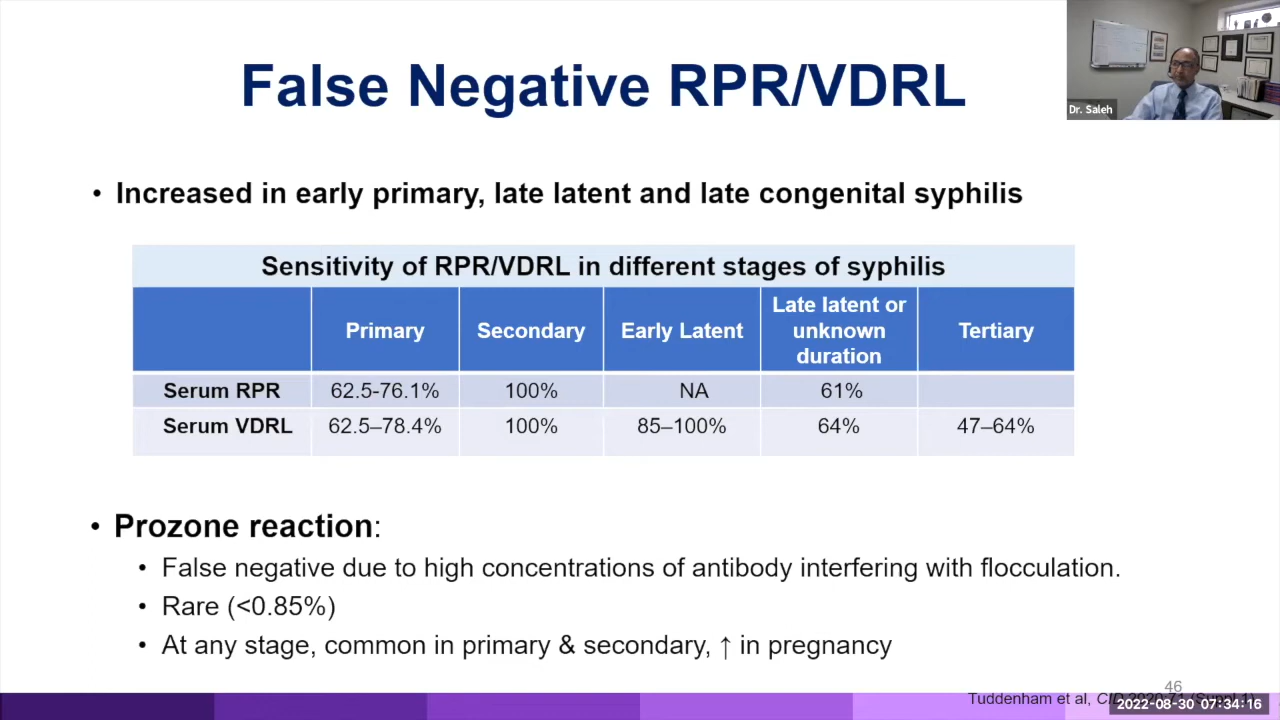 False Negative RPR/VDRL
Dr. Saleh
• Increased in early primary, late latent and late congenital syphilis
Sensitivity of RPR/VDRL in different stages of syphilis
Primary Secondary Early Latent Late latent or unknown duration Tertiary
Serum RPR 62.5-76.1% 100% NA 61%
Serum VDRL 62.5–78.4% 100% 85–100% 64% 47–64%
• Prozone reaction:
• False negative due to high concentrations of antibody interfering with flocculation.
• Rare (<0.85%)
• At any stage, common in primary & secondary, ↑ in pregnancy
46
Tuddenham et al, CID 2020:71 (Suppl 1)
2022-08-30 07:34:16